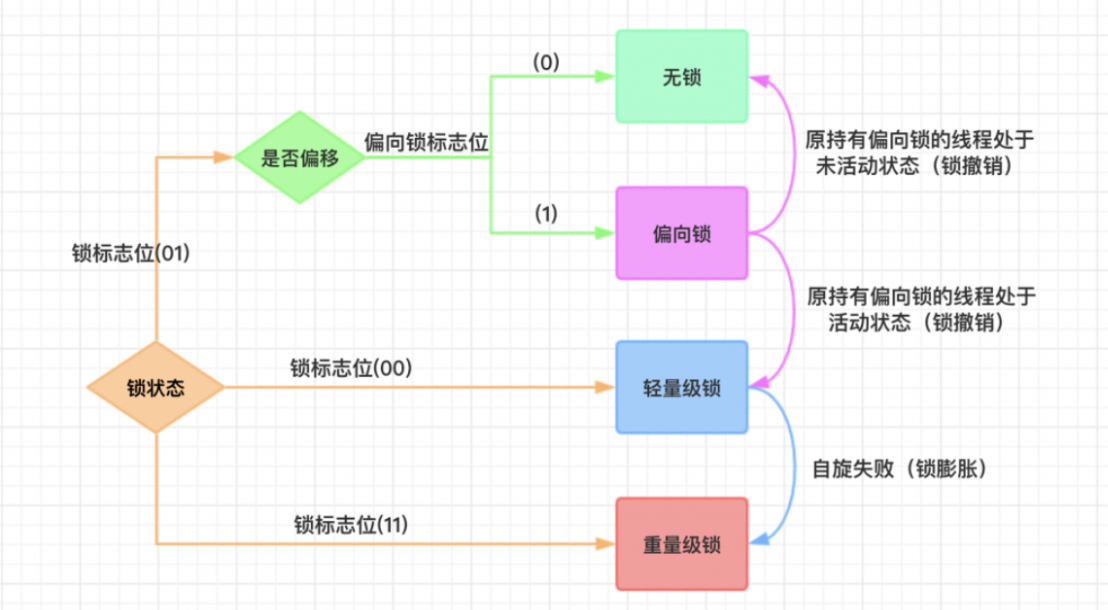 (0)
无锁
是否偏移
偏向锁标志位
原持有偏向锁的线程处于
未活动状态（锁撤销）
(1)
偏向锁
锁标志位(01)
原持有偏向锁的线程处于
活动状态（锁撤销）
锁状态
锁标志位(00)
轻量级锁
自旋失败（锁膨胀）
锁标志位(11)
重量级锁